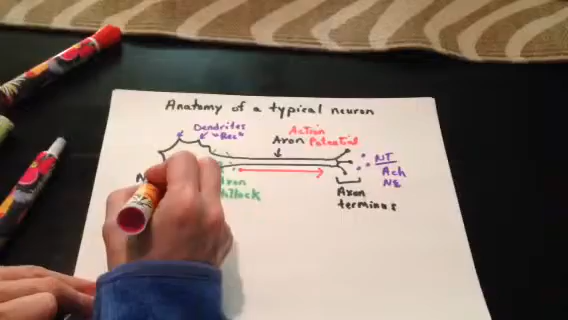 Anatomy of a typical neuron
Dendrites
"Rec"
Action
Potential
Axon
NT
Ach
NE
Axon
terminus